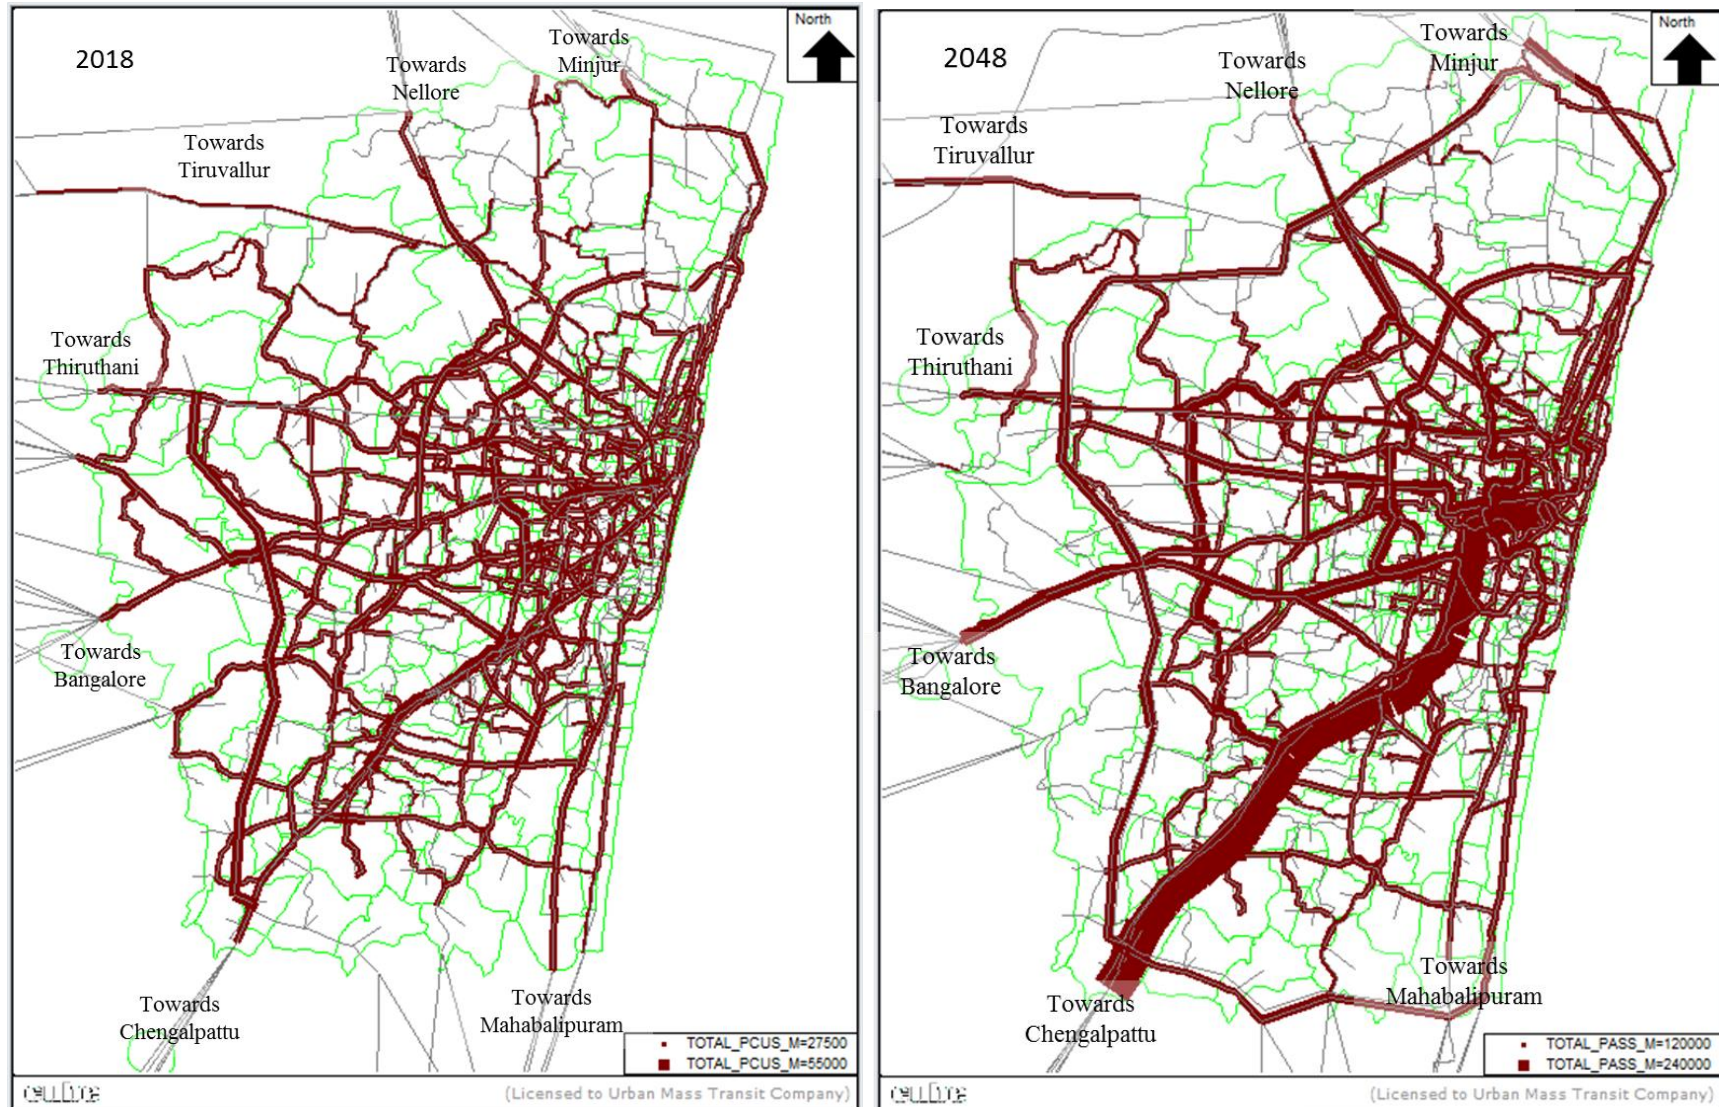 2018
North
Towards
Minjur
Towards
Nellore
Towards
Tiruvallur
Towards
Thiruthani
Towards
Bangalore
Towards
Chengalpattu
Towards
Mahabalipuram
TOTAL_PCUS_M=27500
TOTAL_PCUS_M=55000
(Licensed to Urban Mass Transit Company)
2048
North
Towards
Minjur
Towards
Nellore
Towards
Tiruvallur
Towards
Thiruthani
Towards
Bangalore
Towards
Mahabalipuram
Towards
Chengalpattu
TOTAL_PASS_M=120000
TOTAL_PASS_M=240000
(Licensed to Urban Mass Transit Company)